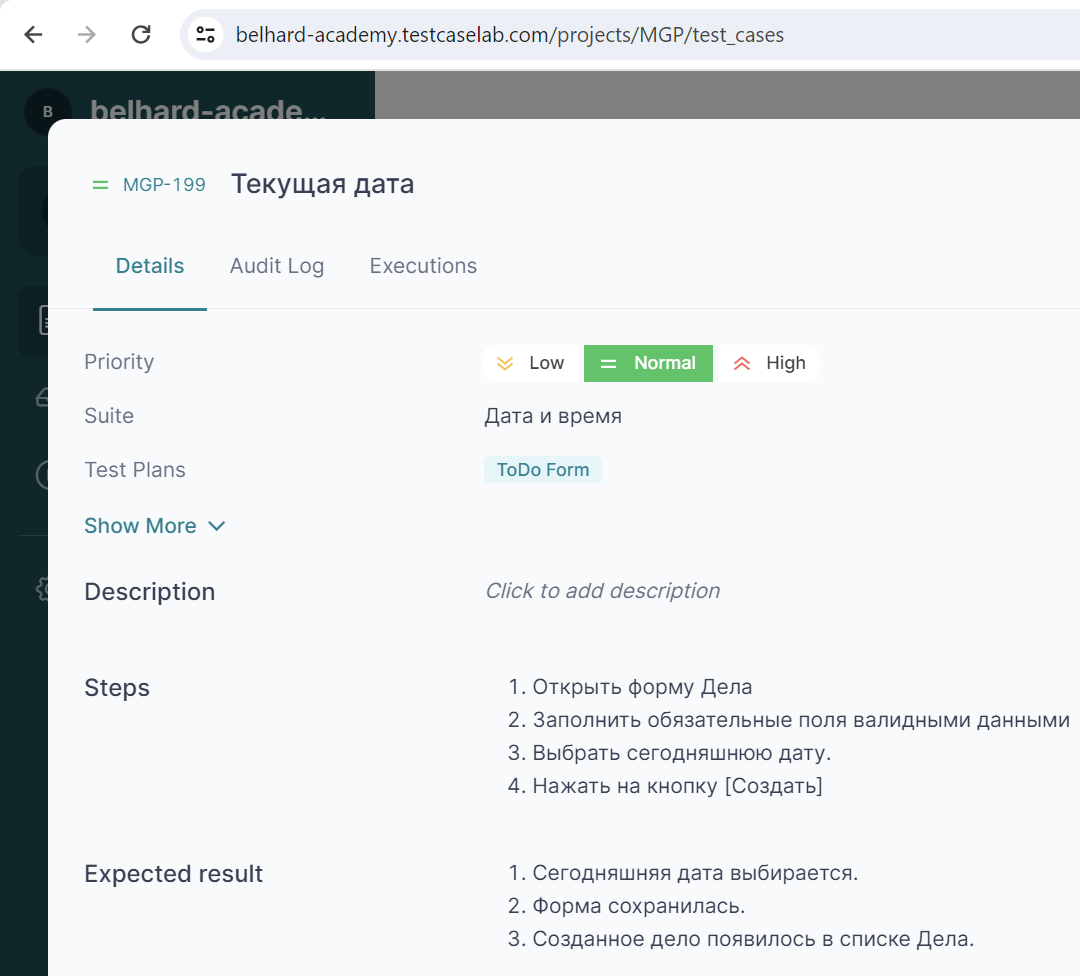 belhard-academy.testcaselab.com/projects/MGP/test_cases
B belhard-acade...
MGP-199 Текущая дата
Details Audit Log Executions
Priority Low Normal High
Suite Дата и время
Test Plans ToDo Form
Show More
Description Click to add description
Steps
1. Открыть форму Дела
2. Заполнить обязательные поля валидными данными
3. Выбрать сегодняшнюю дату.
4. Нажать на кнопку [Создать]
Expected result
1. Сегодняшняя дата выбирается.
2. Форма сохранилась.
3. Созданное дело появилось в списке Дела.